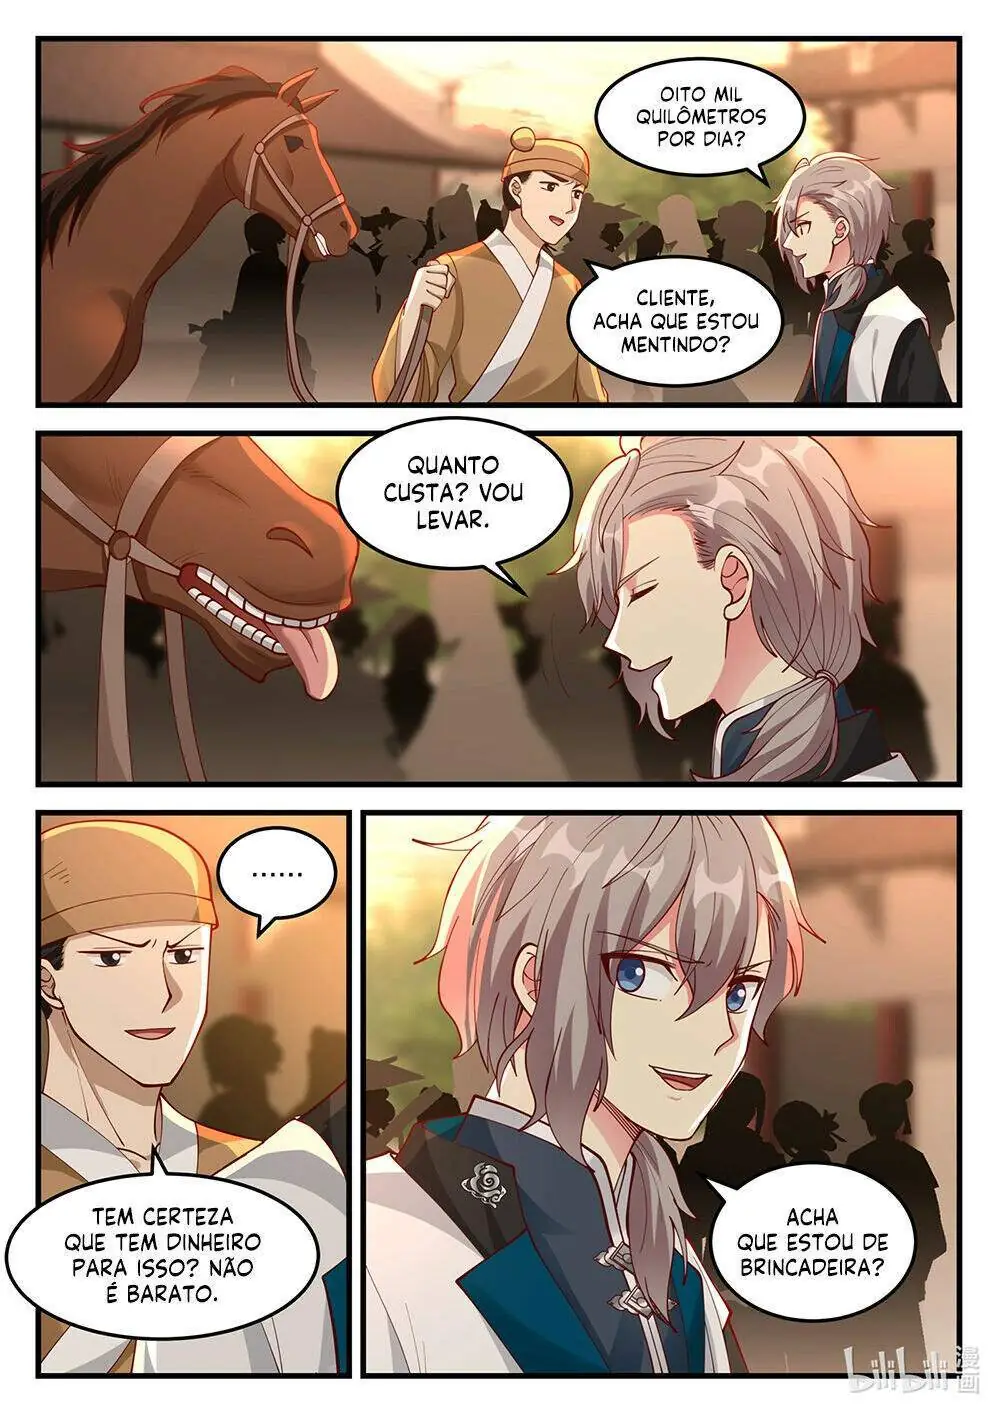 OITO MIL
QUILÔMETROS
POR DIA?
CLIENTE,
ACHA QUE ESTOU
MENTINDO?
QUANTO
CUSTA? VOU
LEVAR.
......
TEM CERTEZA
QUE TEM DINHEIRO
PARA ISSO? NÃO
É BARATO.
ACHA
QUE ESTOU DE
BRINCADEIRA?
bilibili 漫画